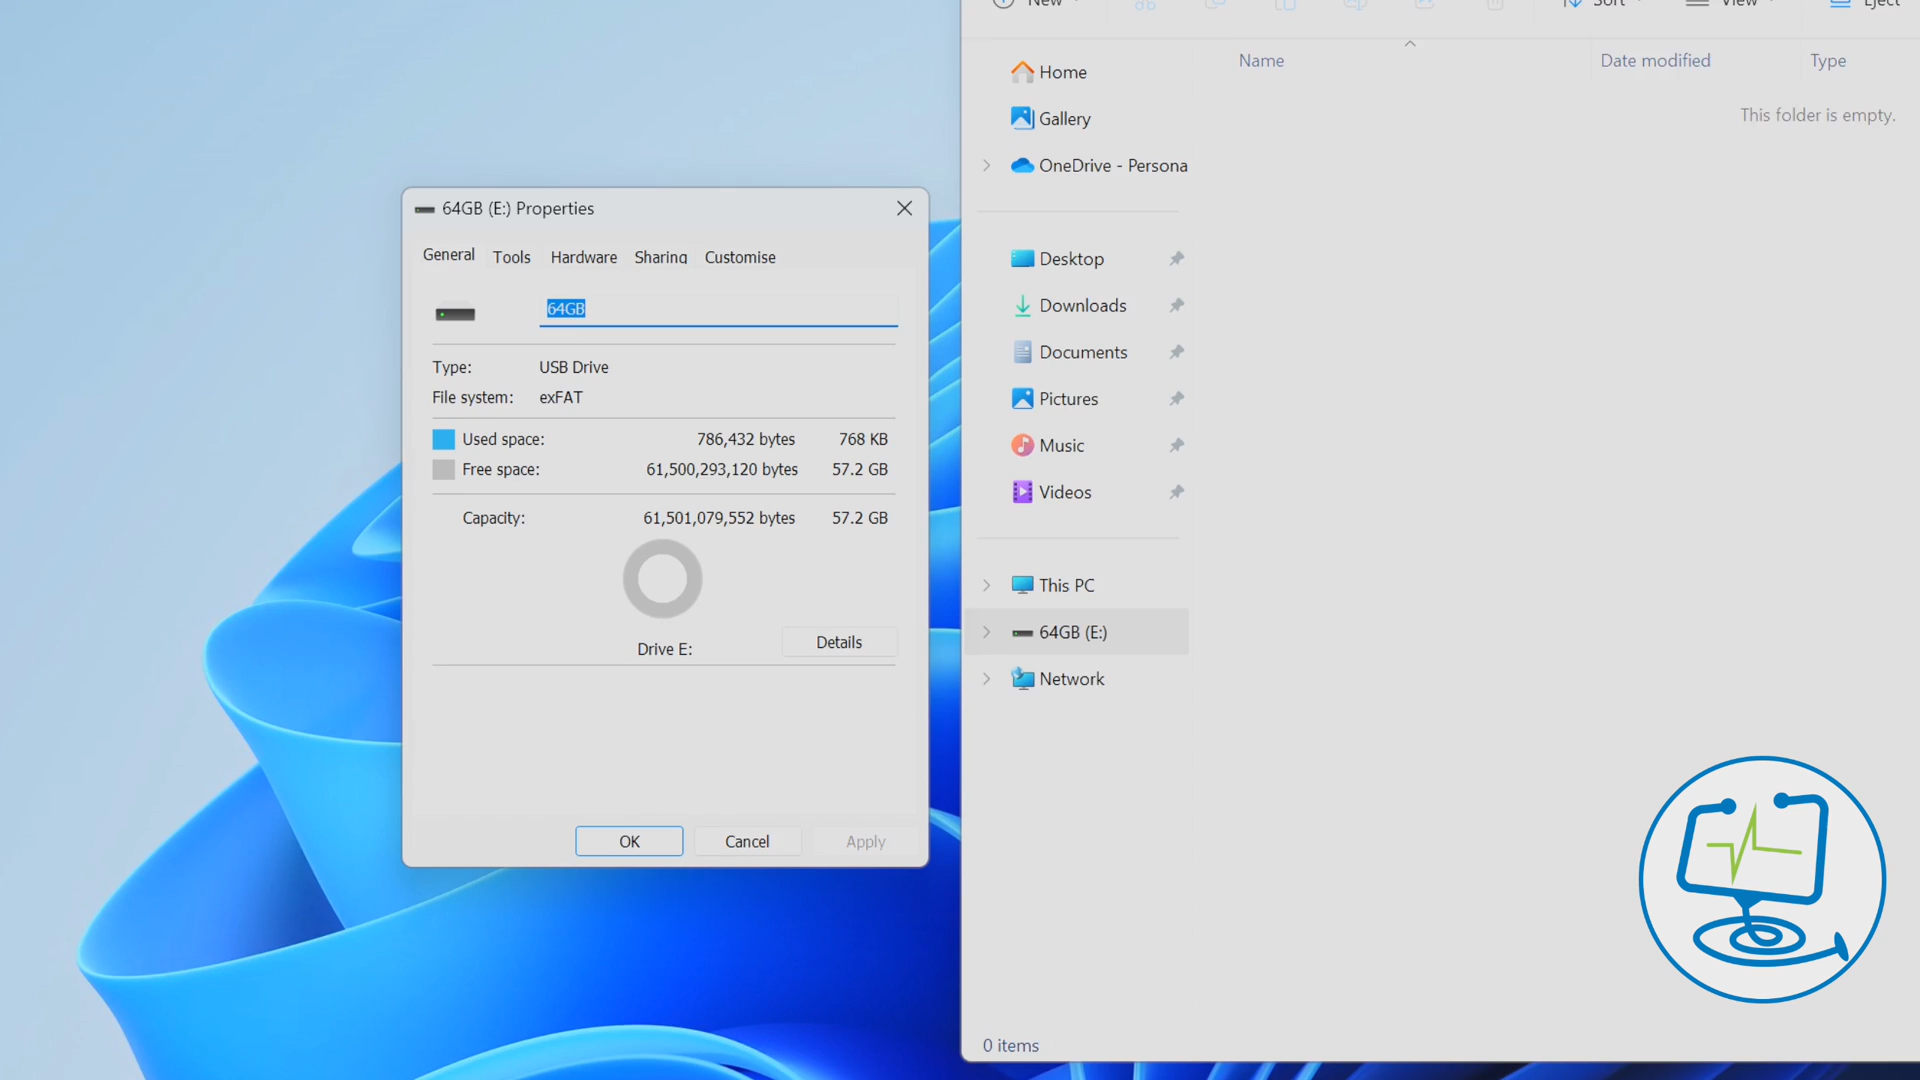 64GB (E:) Properties
General Tools Hardware Sharing Customise
64GB
Type: USB Drive
File system: exFAT
Used space: 786,432 bytes 768 KB
Free space: 61,500,293,120 bytes 57.2 GB
Capacity: 61,501,079,552 bytes 57.2 GB
Drive E:
Details
OK Cancel Apply
New Sort View Eject
Name Date modified Type
This folder is empty.
Home
Gallery
OneDrive - Persona
Desktop
Downloads
Documents
Pictures
Music
Videos
This PC
64GB (E:)
Network
0 items